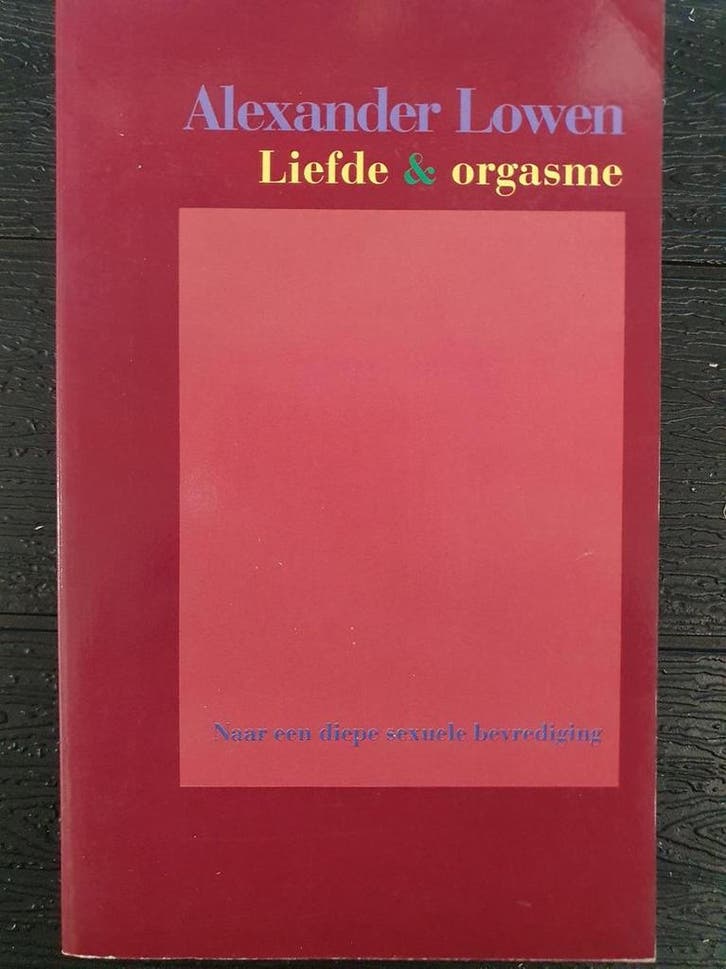 Alexander Lowen
Liefde & orgasme
Naar een diepe sexuele bevrediging